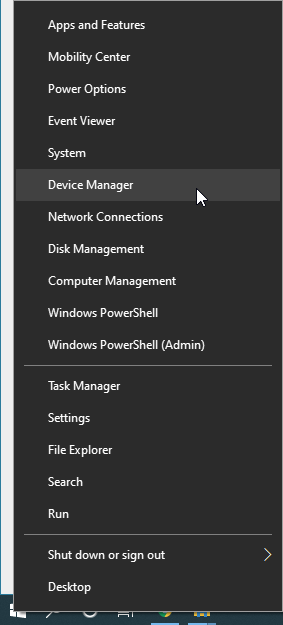 Apps and Features
Mobility Center
Power Options
Event Viewer
System
Device Manager
Network Connections
Disk Management
Computer Management
Windows PowerShell
Windows PowerShell (Admin)
Task Manager
Settings
File Explorer
Search
Run
Shut down or sign out
Desktop